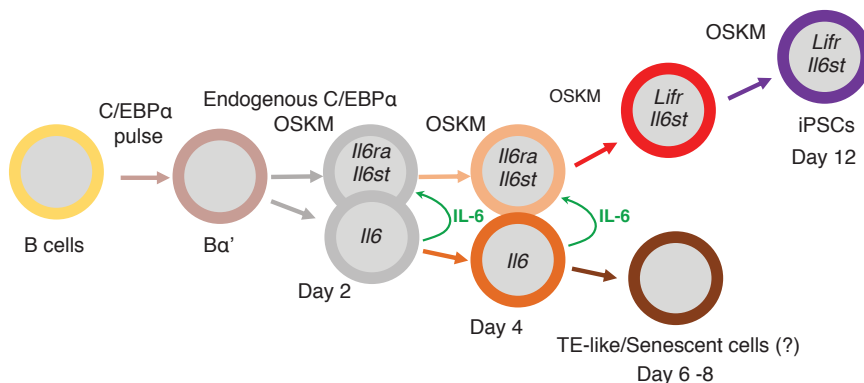 OSKM
Lifr
Il6st
iPSCs
Day 12
OSKM
Lifr
Il6st
C/EBPα
pulse
Endogenous C/EBPα
OSKM
OSKM
Il6ra
Il6st
Il6ra
Il6st
IL-6
IL-6
B cells
Bα’
Il6
Il6
Day 2
Day 4
TE-like/Senescent cells (?)
Day 6 -8